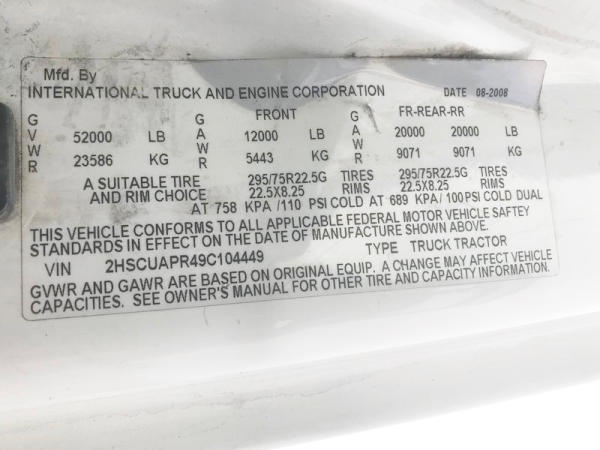 Mfd. By
INTERNATIONAL TRUCK AND ENGINE CORPORATION DATE 08-2008
G G FRONT G FR-REAR-RR
V 52000 LB A 12000 LB A 20000 20000 LB
W W W
R 23586 KG R 5443 KG R 9071 9071 KG
A SUITABLE TIRE 295/75R22.5G TIRES 295/75R22.5G TIRES
AND RIM CHOICE 22.5X8.25 RIMS 22.5X8.25 RIMS
AT 758 KPA /110 PSI COLD AT 689 KPA/ 100 PSI COLD DUAL
THIS VEHICLE CONFORMS TO ALL APPLICABLE FEDERAL MOTOR VEHICLE SAFTEY
STANDARDS IN EFFECT ON THE DATE OF MANUFACTURE SHOWN ABOVE.
VIN 2HSCUAPR49C104449 TYPE TRUCK TRACTOR
GVWR AND GAWR ARE BASED ON ORIGINAL EQUIP. A CHANGE MAY AFFECT VEHICLE
CAPACITIES. SEE OWNER'S MANUAL FOR OTHER TIRE AND CAPACITY INFORMATION.